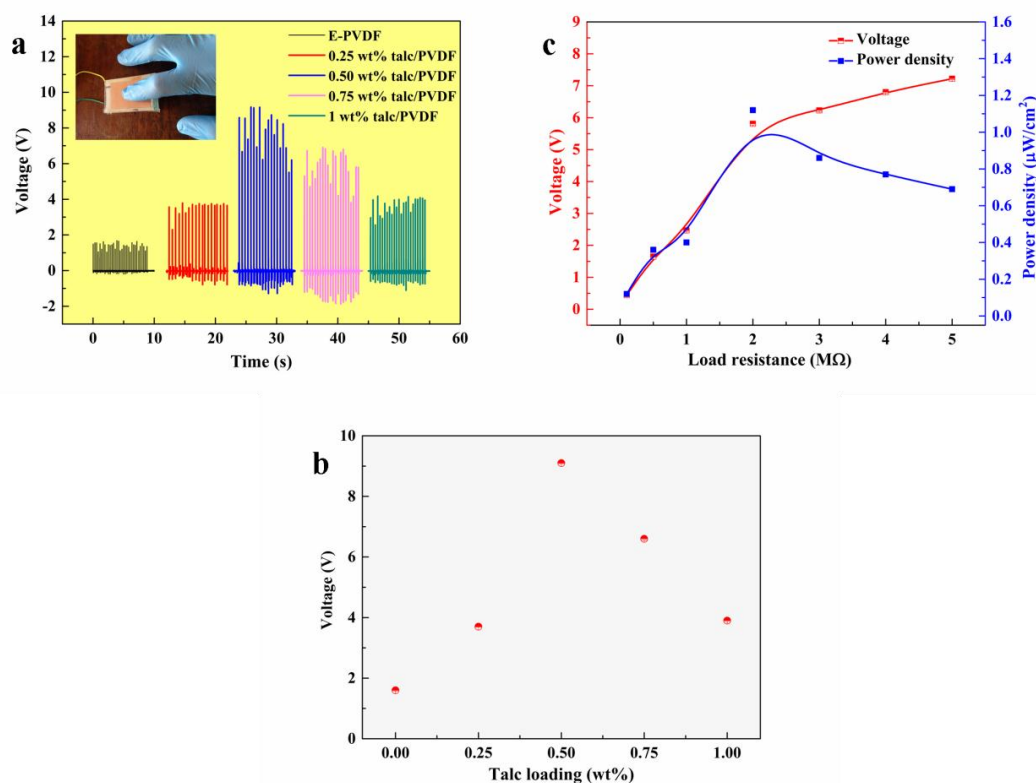 a
E-PVDF
0.25 wt% talc/PVDF
0.50 wt% talc/PVDF
0.75 wt% talc/PVDF
1 wt% talc/PVDF
14
12
10
8
6
4
2
0
-2
Voltage (V)
0 10 20 30 40 50 60
Time (s)
c
Voltage
Power density
9
8
7
6
5
4
3
2
1
0
Voltage (V)
1.6
1.4
1.2
1.0
0.8
0.6
0.4
0.2
0.0
Power density (μW/cm²)
0 1 2 3 4 5
Load resistance (MΩ)
b
10
8
6
4
2
0
Voltage (V)
0.00 0.25 0.50 0.75 1.00
Talc loading (wt%)